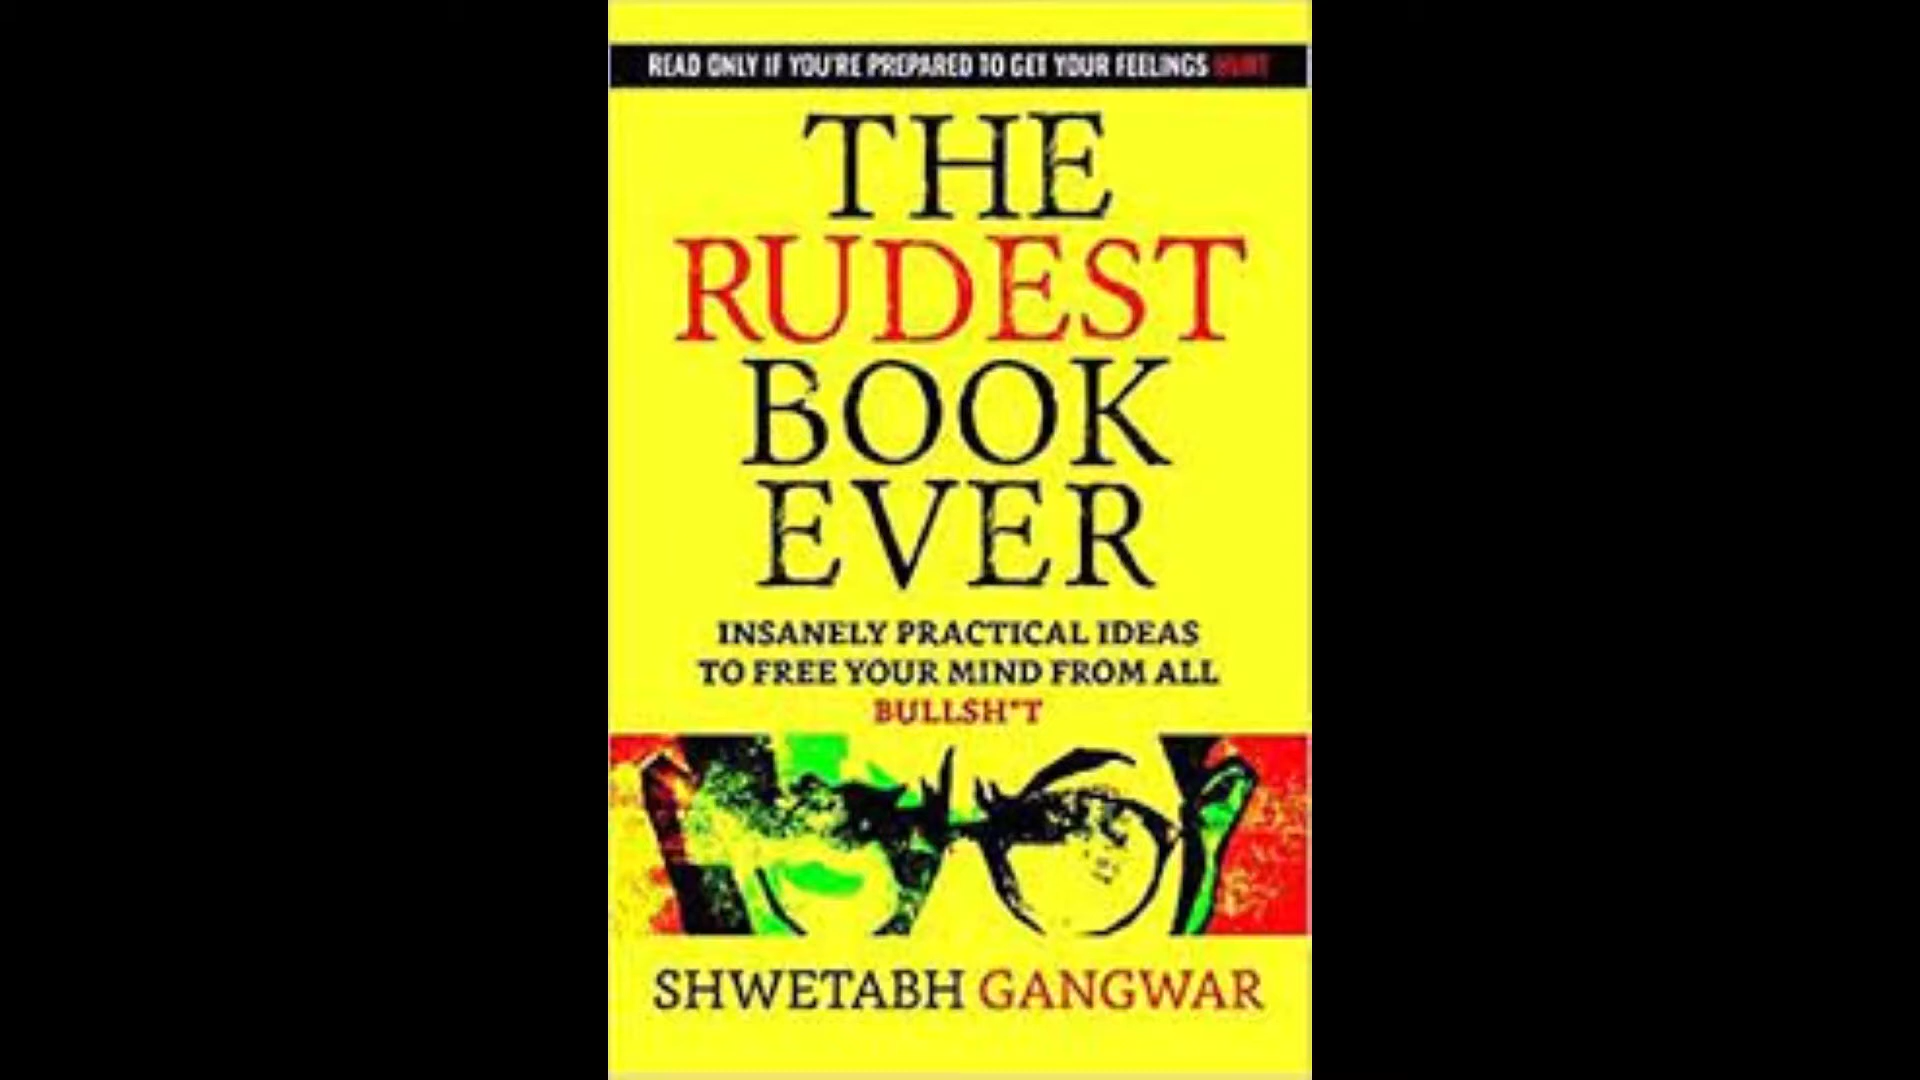 READ ONLY IF YOU'RE PREPARED TO GET YOUR FEELINGS HURT
THE
RUDEST
BOOK
EVER
INSANELY PRACTICAL IDEAS
TO FREE YOUR MIND FROM ALL
BULLSH*T
SHWETABH GANGWAR